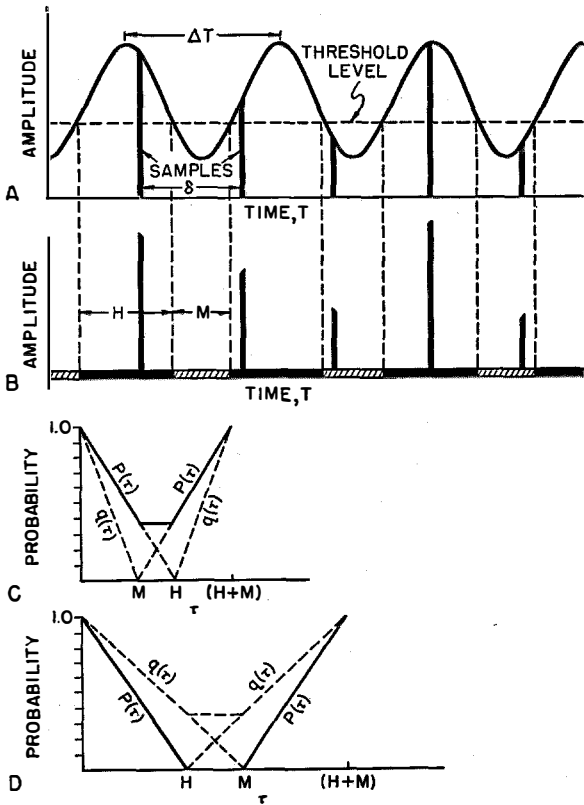 ΔT
THRESHOLD
LEVEL
AMPLITUDE
SAMPLES
δ
A
TIME,T
AMPLITUDE
H
M
B
TIME,T
1.0
PROBABILITY
P(τ)
P(τ)
q(τ)
q(τ)
C
M H (H+M)
τ
1.0
PROBABILITY
q(τ)
q(τ)
P(τ)
P(τ)
D
H M (H+M)
τ